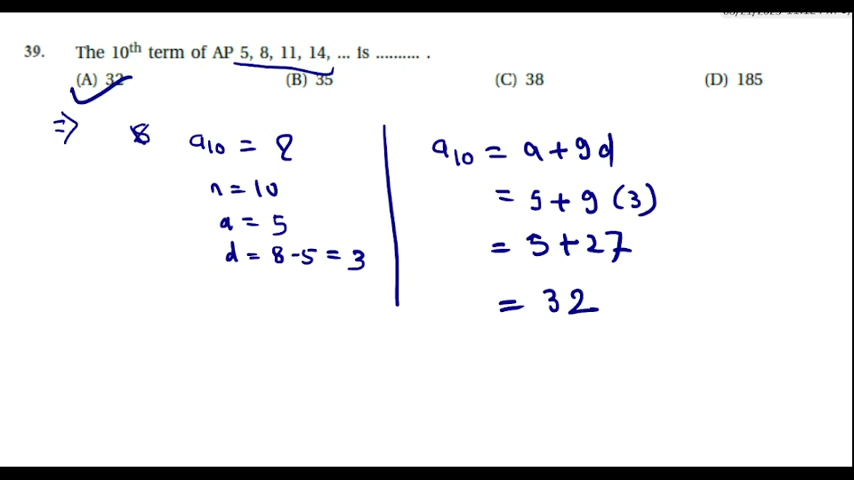 39. The 10th term of AP 5, 8, 11, 14, ... is .......... .
(A) 32 (B) 35 (C) 38 (D) 185
⇒ a10 = ?
n = 10
a = 5
d = 8 - 5 = 3
a10 = a + 9d
= 5 + 9 (3)
= 5 + 27
= 32